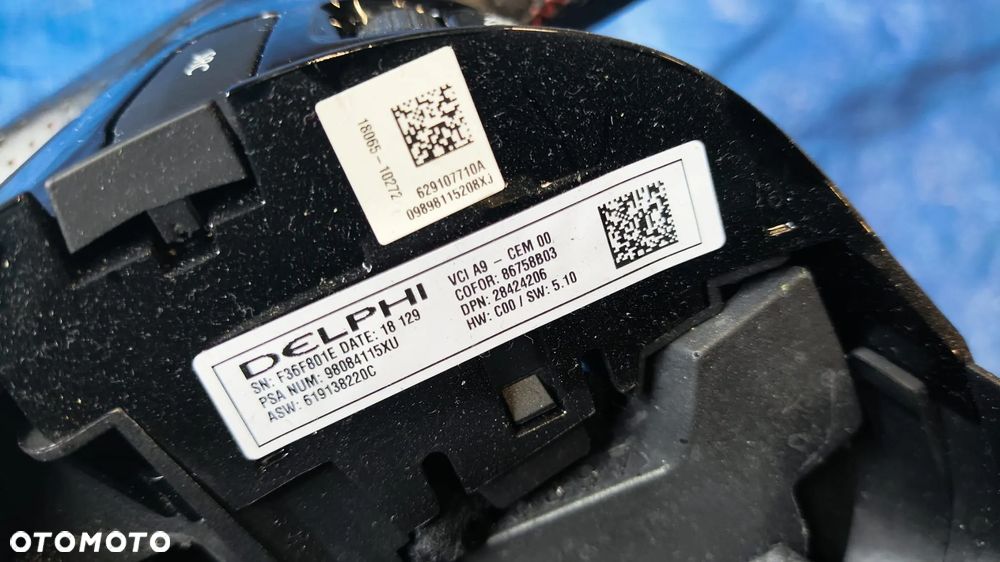 18065-10272
629107710A
09898115208XJ
DELPHI
SN: F36F801E DATE: 18 129
PSA NUM: 98084115XU
ASW: 619138220C
VCI A9 - CEM 00
COFOR: 86758B03
DPN: 28424206
HW: C00 / SW: 5.10
OTOMOTO